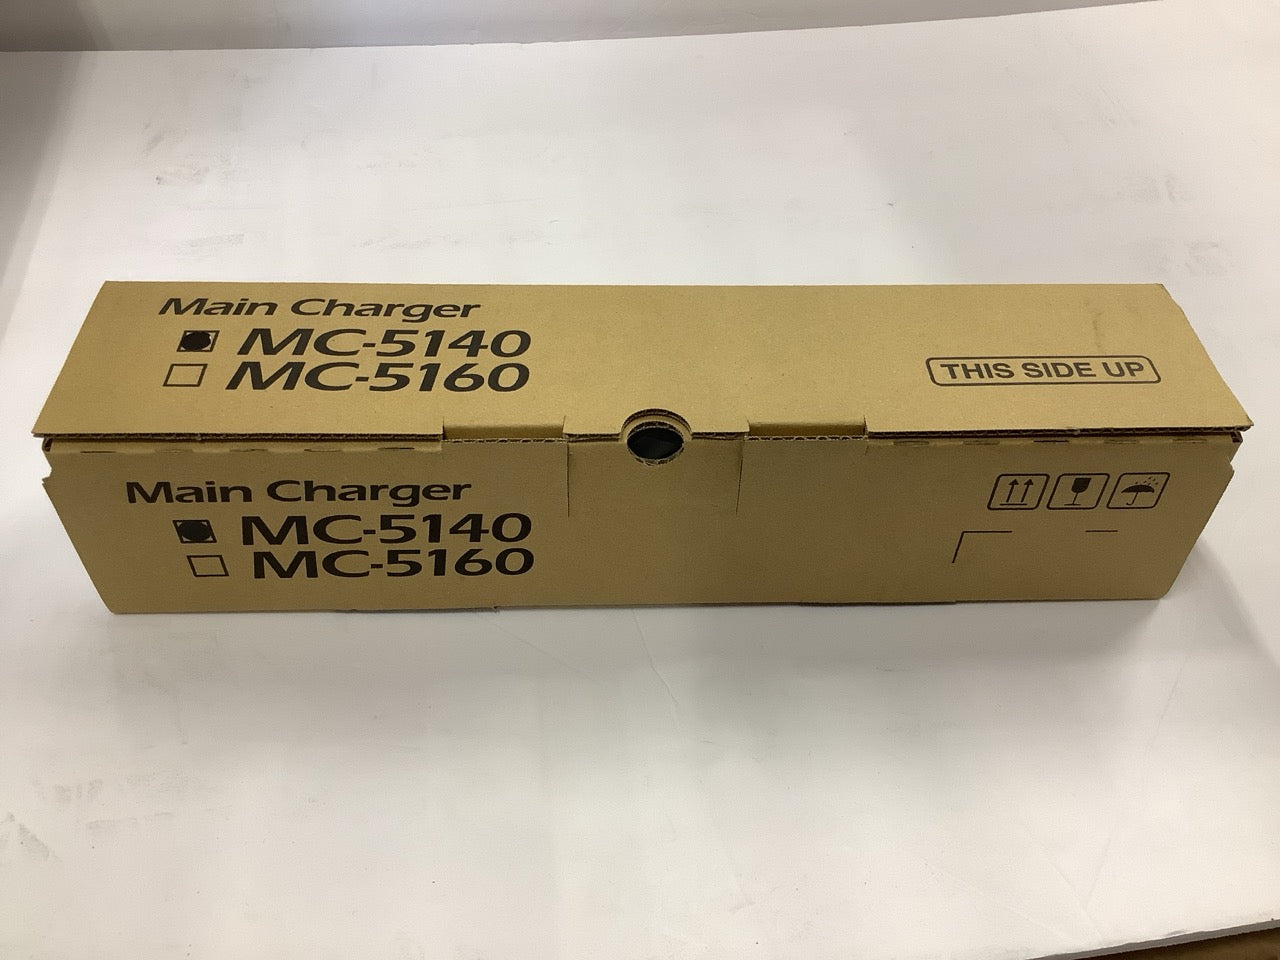 Main Charger
MC-5140
MC-5160
THIS SIDE UP
Main Charger
MC-5140
MC-5160